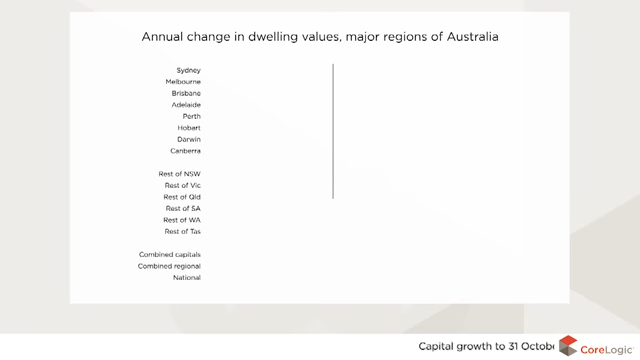 Annual change in dwelling values, major regions of Australia
Sydney
Melbourne
Brisbane
Adelaide
Perth
Hobart
Darwin
Canberra
Rest of NSW
Rest of Vic
Rest of Qld
Rest of SA
Rest of WA
Rest of Tas
Combined capitals
Combined regional
National
Capital growth to 31 Octobe
CoreLogic